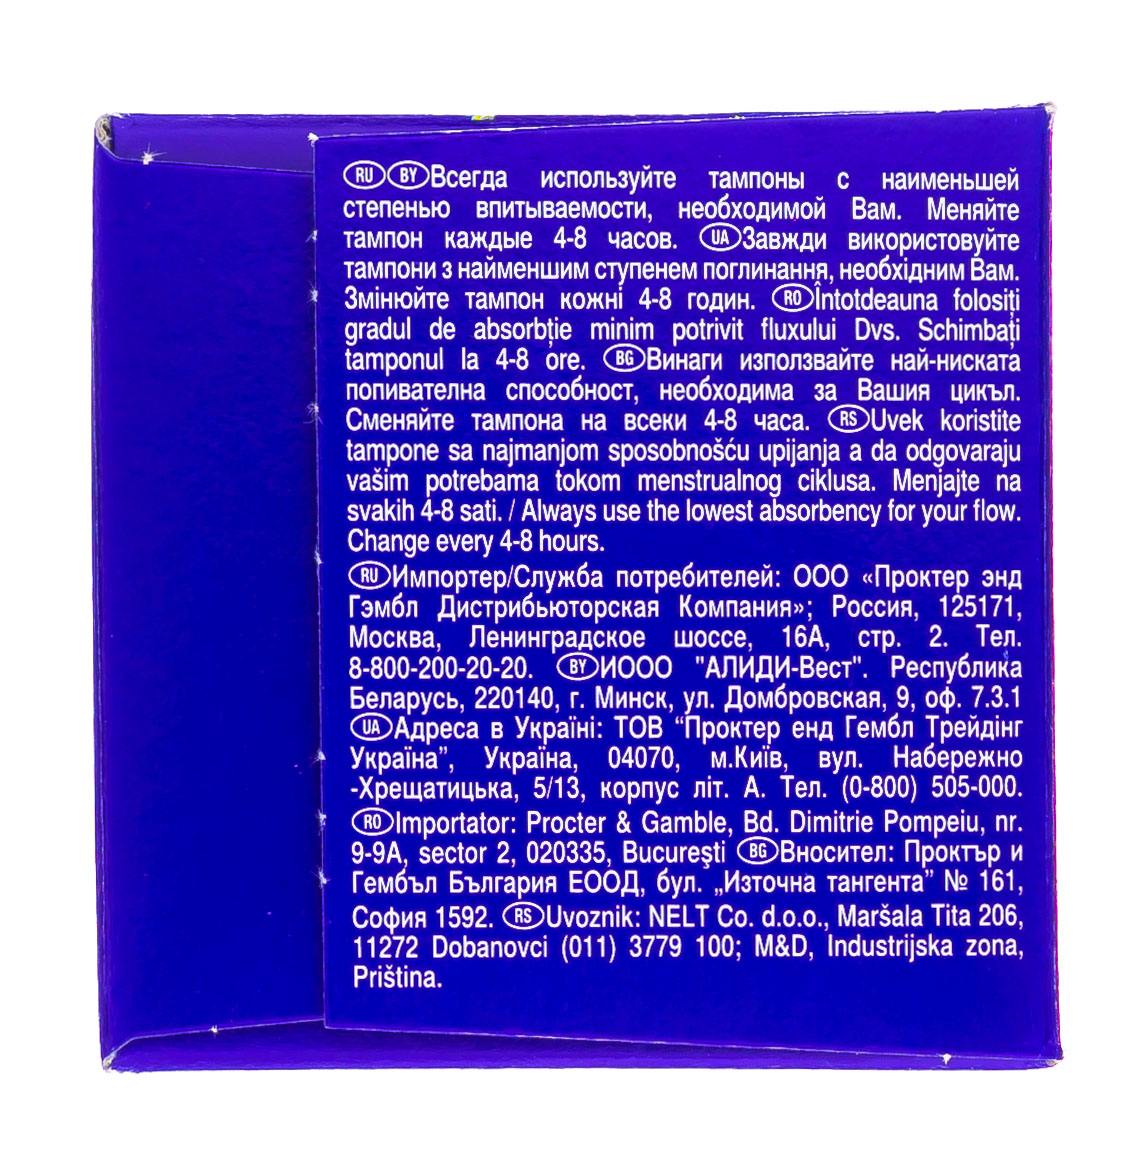 RU BY Всегда используйте тампоны с наименьшей
степенью впитываемости, необходимой Вам. Меняйте
тампон каждые 4-8 часов. UA Завжди використовуйте
тампони з найменшим ступенем поглинання, необхідним Вам.
Змінюйте тампон кожні 4-8 годин. RO Întotdeauna folosiți
gradul de absorbție minim potrivit fluxului Dvs. Schimbați
tamponul la 4-8 ore. BG Винаги използвайте най-ниската
попивателна способност, необходима за Вашия цикъл.
Сменяйте тампона на всеки 4-8 часа. RS Uvek koristite
tampone sa najmanjom sposobnošću upijanja a da odgovaraju
vašim potrebama tokom menstrualnog ciklusa. Menjajte na
svakih 4-8 sati. / Always use the lowest absorbency for your flow.
Change every 4-8 hours.
RU Импортер/Служба потребителей: ООО «Проктер энд
Гэмбл Дистрибьюторская Компания»; Россия, 125171,
Москва, Ленинградское шоссе, 16А, стр. 2. Тел.
8-800-200-20-20. BY ИООО "АЛИДИ-Вест". Республика
Беларусь, 220140, г. Минск, ул. Домбровская, 9, оф. 7.3.1
UA Адреса в Україні: ТОВ “Проктер енд Гембл Трейдінг
Україна”, Україна, 04070, м.Київ, вул. Набережно
-Хрещатицька, 5/13, корпус літ. А. Тел. (0-800) 505-000.
RO Importator: Procter & Gamble, Bd. Dimitrie Pompeiu, nr.
9-9A, sector 2, 020335, Bucureşti BG Вносител: Проктър и
Гембъл България ЕООД, бул. „Източна тангента” № 161,
София 1592. RS Uvoznik: NELT Co. d.o.o., Maršala Tita 206,
11272 Dobanovci (011) 3779 100; M&D, Industrijska zona,
Priština.